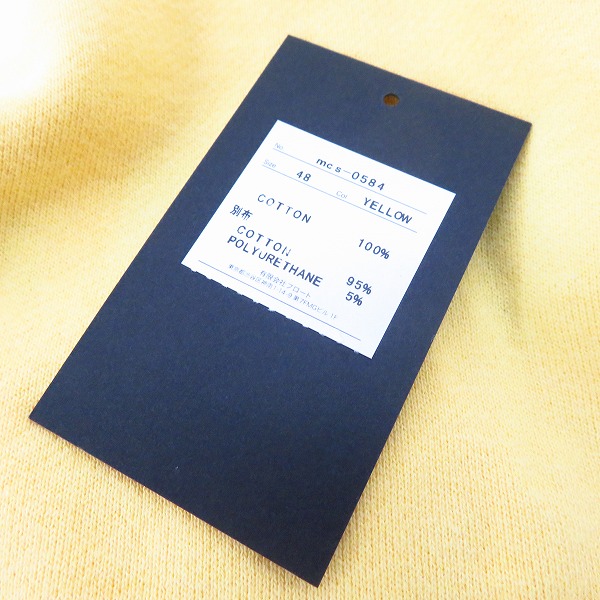 No. mcs-0584
Size 48 Col. YELLOW
COTTON 100%
別布
COTTON 95%
POLYURETHANE 5%
有限会社フロート